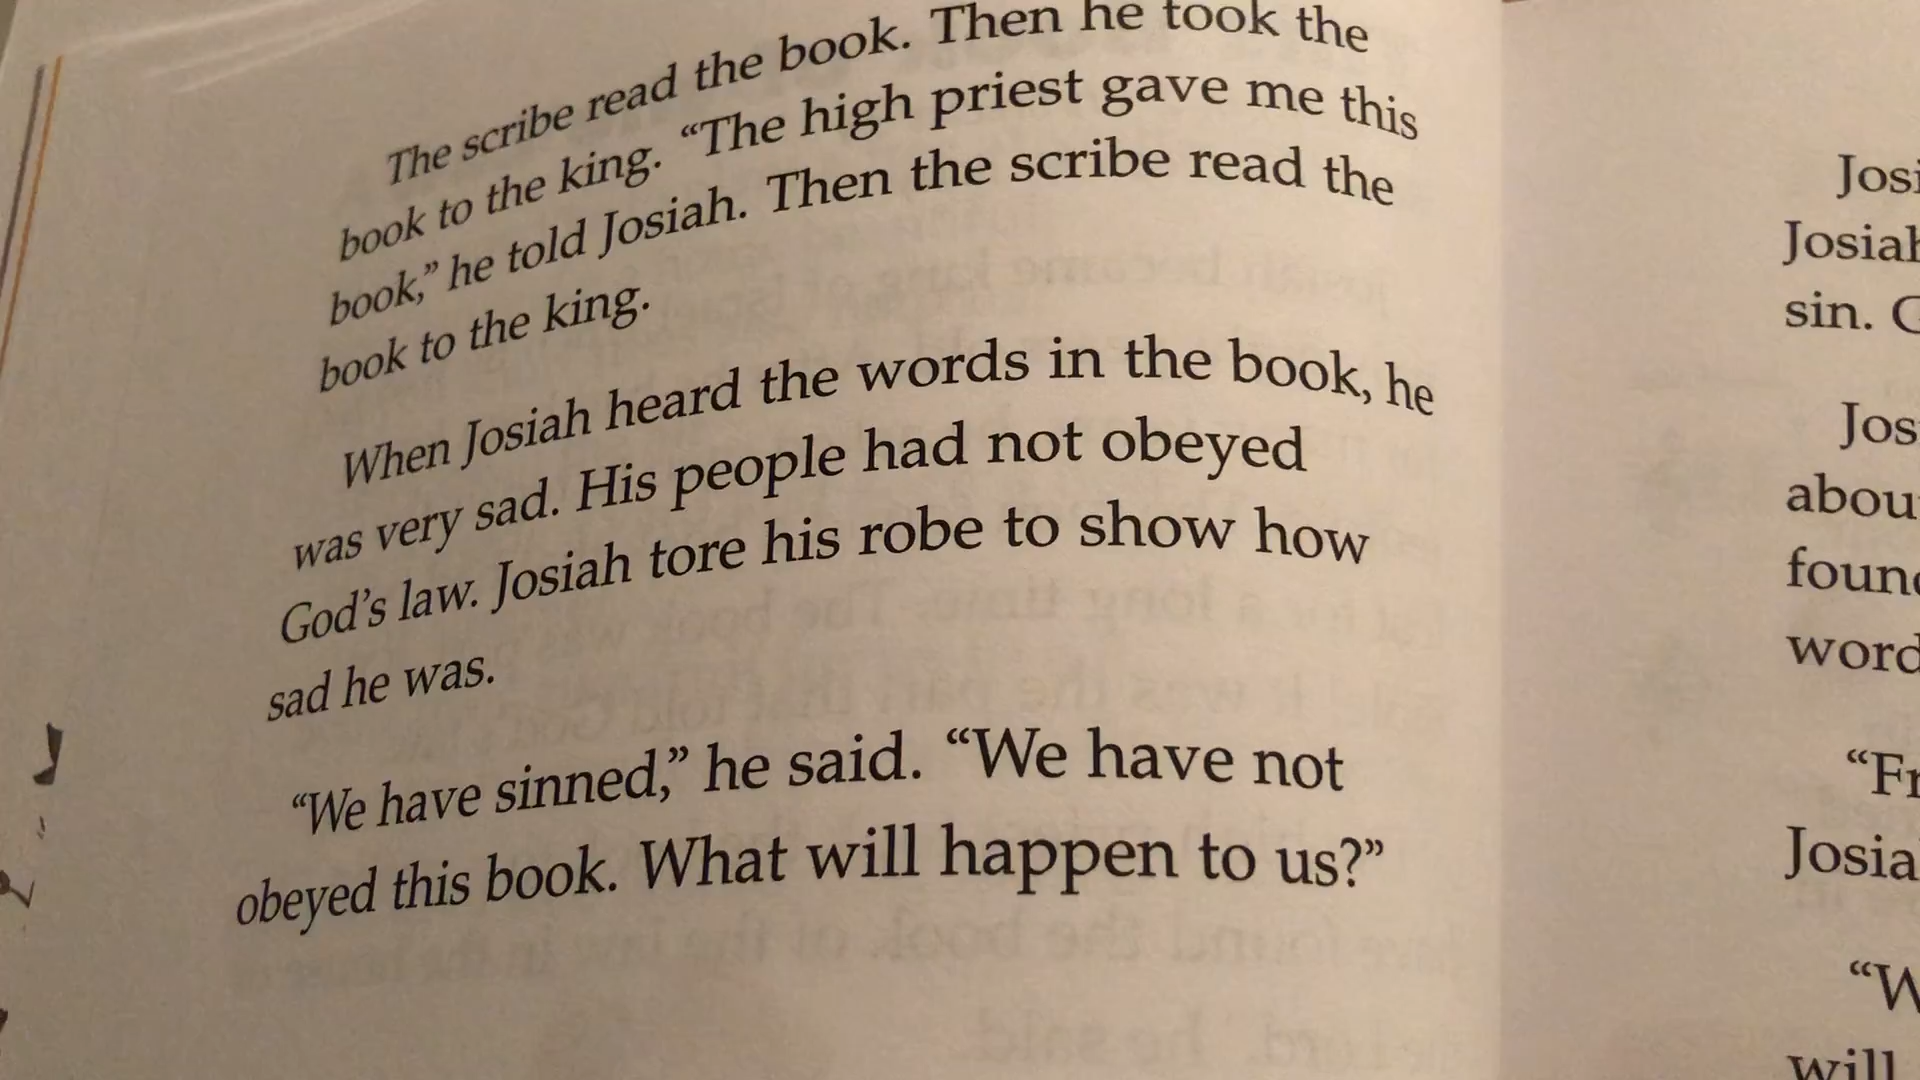 The scribe read the book. Then he took the
book to the king. “The high priest gave me this
book,” he told Josiah. Then the scribe read the
book to the king.
When Josiah heard the words in the book, he
was very sad. His people had not obeyed
God’s law. Josiah tore his robe to show how
sad he was.
“We have sinned,” he said. “We have not
obeyed this book. What will happen to us?”
sin.
will